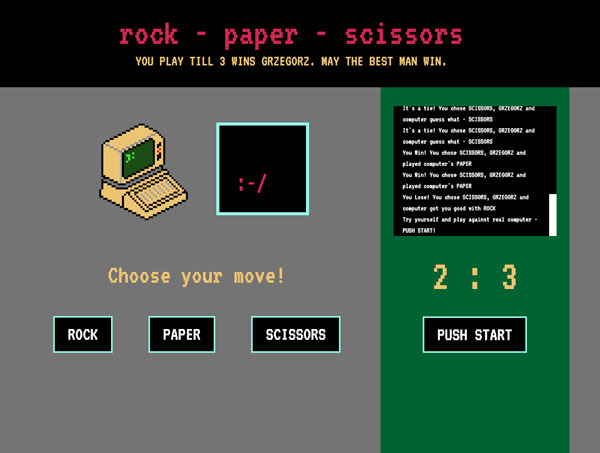 rock - paper - scissors
YOU PLAY TILL 3 WINS GRZEGORZ. MAY THE BEST MAN WIN.
:-/
Choose your move!
ROCK
PAPER
SCISSORS
It's a tie! You chose SCISSORS, GRZEGORZ and
computer guess what - SCISSORS
It's a tie! You chose SCISSORS, GRZEGORZ and
computer guess what - SCISSORS
You Win! You chose SCISSORS, GRZEGORZ and
played computer's PAPER
You Win! You chose SCISSORS, GRZEGORZ and
played computer's PAPER
You Lose! You chose SCISSORS, GRZEGORZ and
computer got you good with ROCK
Try yourself and play against real computer -
PUSH START!
2 : 3
PUSH START